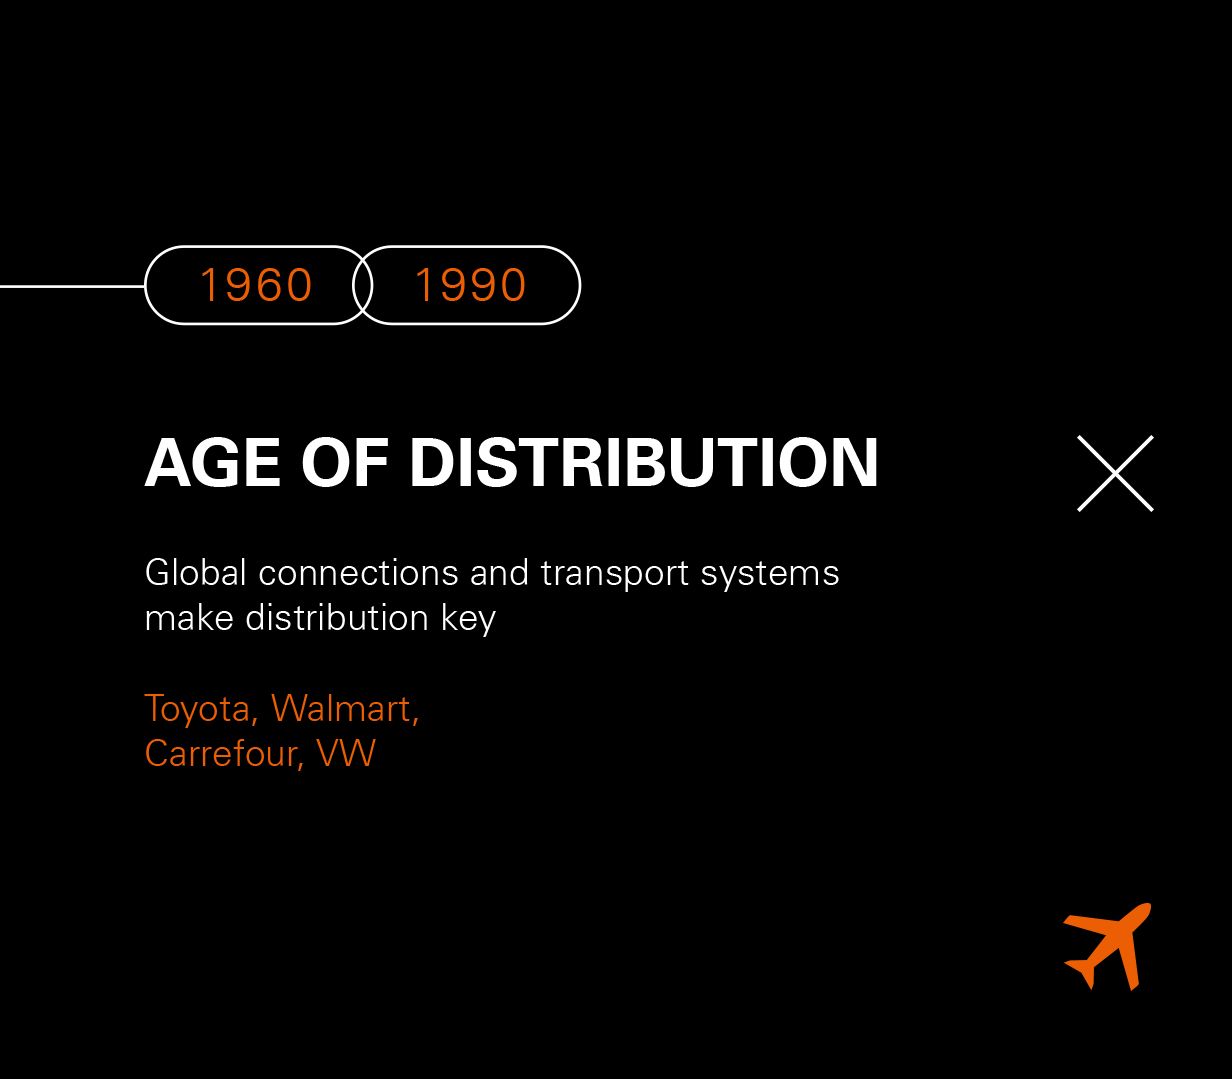 1960 1990
AGE OF DISTRIBUTION
Global connections and transport systems
make distribution key
Toyota, Walmart,
Carrefour, VW